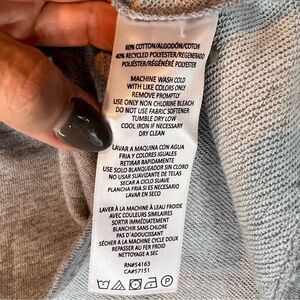 60% COTTON/ALGODÓN/COTON
40% RECYCLED POLYESTER/REGENERADO
POLIÉSTER/RÉGÉNÉRÉ POLYESTER
MACHINE WASH COLD
WITH LIKE COLORS ONLY
REMOVE PROMPTLY
USE ONLY NON CHLORINE BLEACH
DO NOT USE FABRIC SOFTENER
TUMBLE DRY LOW
COOL IRON IF NECESSARY
DRY CLEAN
LAVAR A MAQUINA CON AGUA
FRIA Y COLORES IGUALES
RETIRAR RAPIDAMENTE
USE SOLO BLANQUEADOR SIN CLORO
NO USAR SUAVIZANTE DE TELAS
SECAR A CICLO SUAVE
PLANCHA FRIA SI ES NECESARIO
LAVAR EN SECO
LAVER À LA MACHINE À L'EAU FROIDE
AVEC COULEURS SIMILAIRES
SORTIR IMMÉDIATEMENT
BLANCHIR SANS CHLORE
PAS D'ADOUCISSANT
SÉCHER À LA MACHINE CYCLE DOUX
REPASSER AU FER FROID
NETTOYAGE A SEC
RN#54163
CA#57151